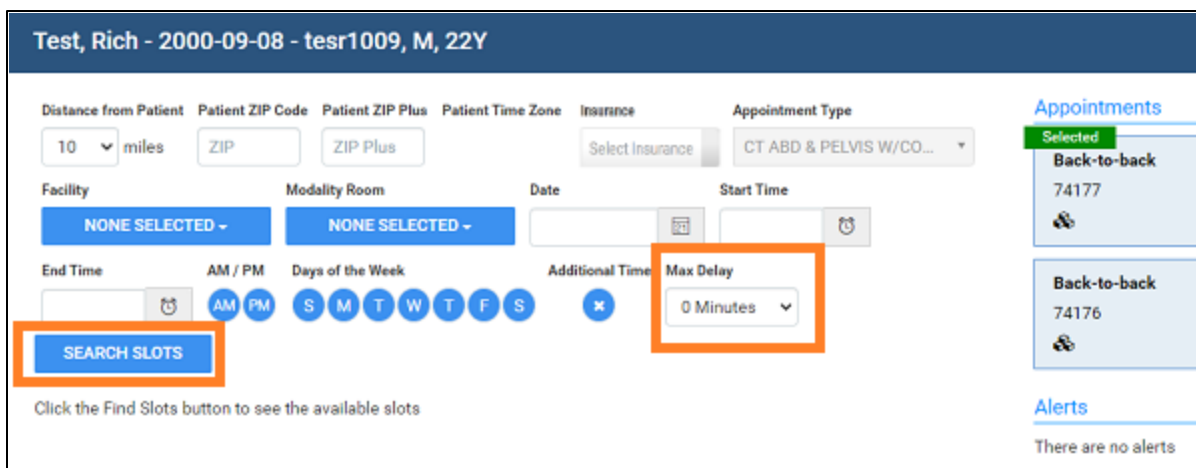 Test, Rich - 2000-09-08 - tesr1009, M, 22Y
Distance from Patient Patient ZIP Code Patient ZIP Plus Patient Time Zone Insurance Appointment Type
10 miles ZIP ZIP Plus Select Insurance CT ABD & PELVIS W/CO...
Facility Modality Room Date Start Time
NONE SELECTED NONE SELECTED
End Time AM / PM Days of the Week Additional Time Max Delay
AM PM S M T W T F S 0 Minutes
SEARCH SLOTS
Click the Find Slots button to see the available slots
Appointments
Selected
Back-to-back
74177
Back-to-back
74176
Alerts
There are no alerts